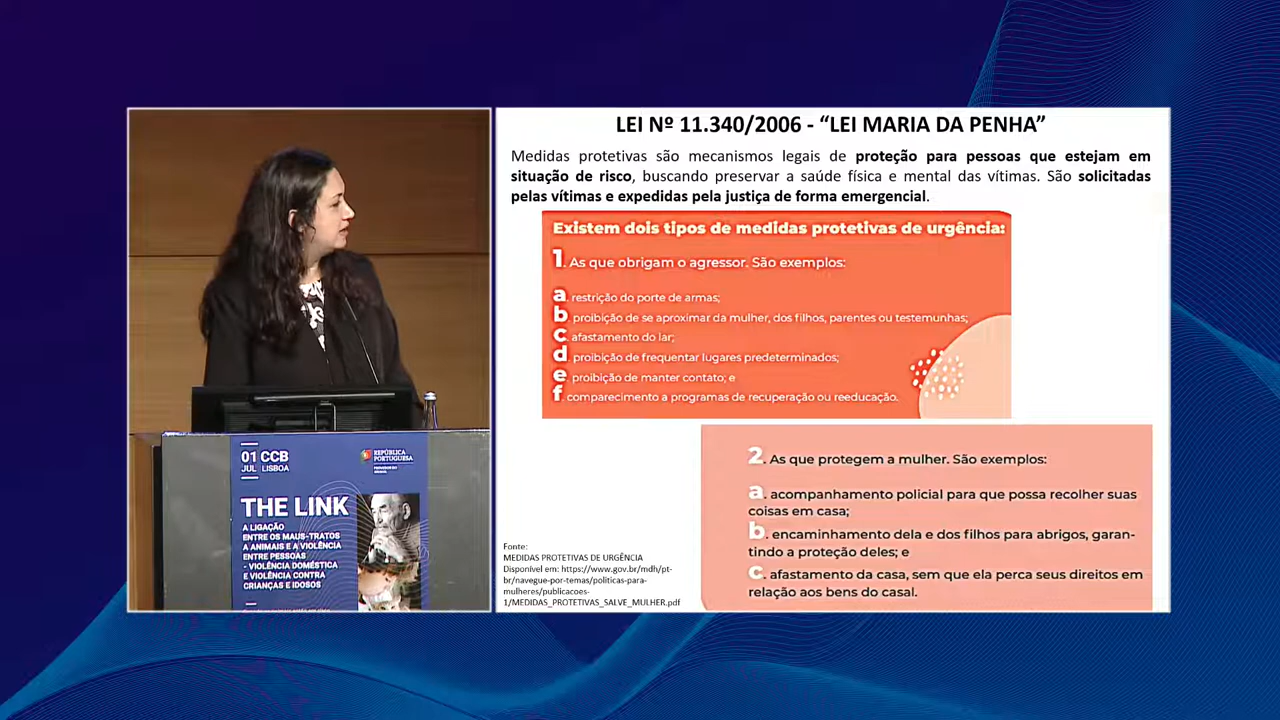 LEI Nº 11.340/2006 - “LEI MARIA DA PENHA”
Medidas protetivas são mecanismos legais de proteção para pessoas que estejam em
situação de risco, buscando preservar a saúde física e mental das vítimas. São solicitadas
pelas vítimas e expedidas pela justiça de forma emergencial.
Existem dois tipos de medidas protetivas de urgência:
1. As que obrigam o agressor. São exemplos:
a. restrição do porte de armas;
b. proibição de se aproximar da mulher, dos filhos, parentes ou testemunhas;
c. afastamento do lar;
d. proibição de frequentar lugares predeterminados;
e. proibição de manter contato; e
f. comparecimento a programas de recuperação ou reeducação.
2. As que protegem a mulher. São exemplos:
a. acompanhamento policial para que possa recolher suas
coisas em casa;
b. encaminhamento dela e dos filhos para abrigos, garan-
tindo a proteção deles; e
c. afastamento da casa, sem que ela perca seus direitos em
relação aos bens do casal.
Fonte:
MEDIDAS PROTETIVAS DE URGÊNCIA
Disponível em: https://www.gov.br/mdh/pt-
br/navegue-por-temas/politicas-para-
mulheres/publicacoes-
1/MEDIDAS_PROTETIVAS_SALVE_MULHER.pdf
01 CCB
JUL LISBOA
REPÚBLICA
PORTUGUESA
THE LINK
A LIGAÇÃO
ENTRE OS MAUS-TRATOS
A ANIMAIS E A VIOLÊNCIA
ENTRE PESSOAS
- VIOLÊNCIA DOMÉSTICA
E VIOLÊNCIA CONTRA
CRIANÇAS E IDOSOS